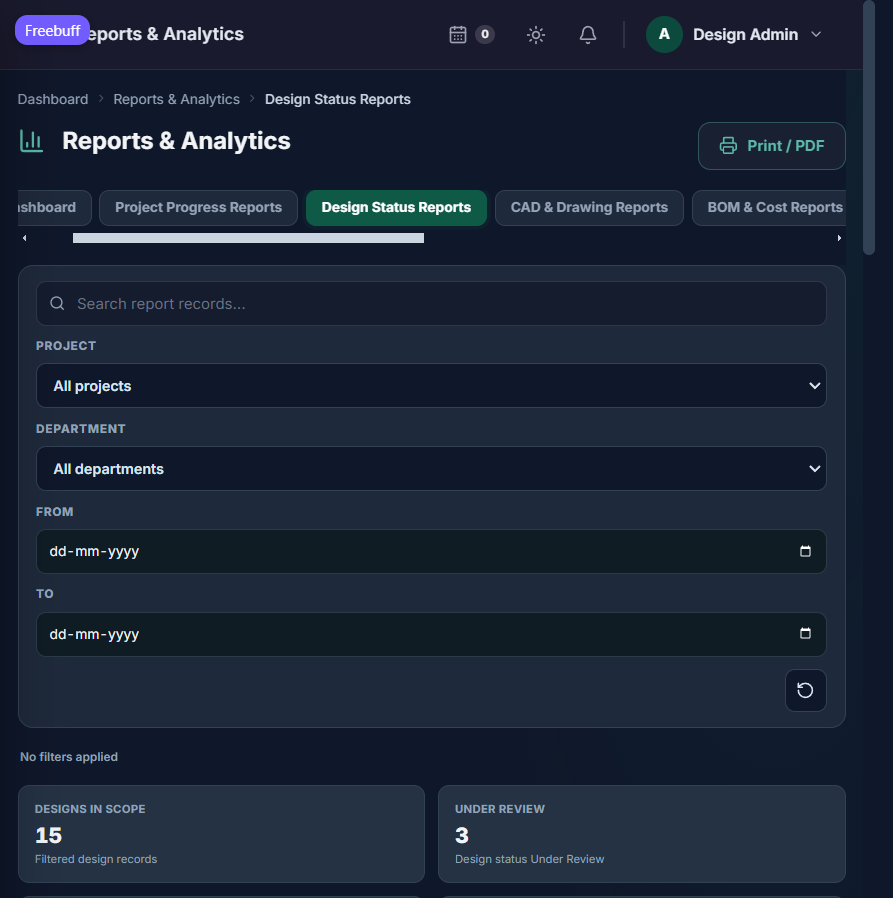 Freebuff
eports & Analytics
0
A
Design Admin
Dashboard
Reports & Analytics
Design Status Reports
Reports & Analytics
Print / PDF
shboard
Project Progress Reports
Design Status Reports
CAD & Drawing Reports
BOM & Cost Reports
Search report records...
PROJECT
All projects
DEPARTMENT
All departments
FROM
dd-mm-yyyy
TO
dd-mm-yyyy
No filters applied
DESIGNS IN SCOPE
15
Filtered design records
UNDER REVIEW
3
Design status Under Review